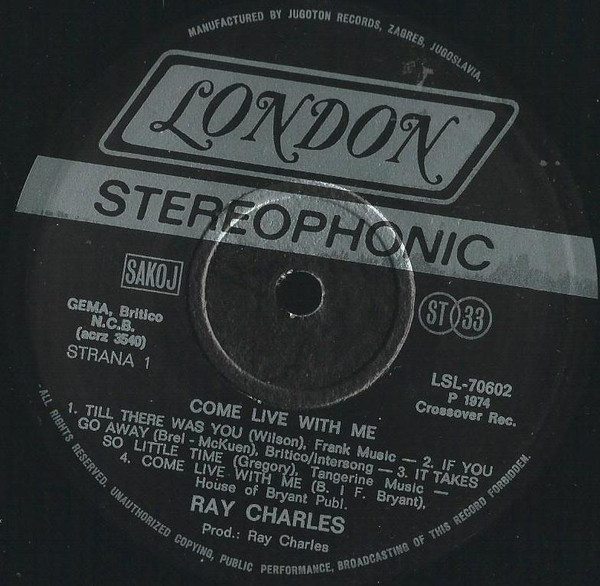 MANUFACTURED BY JUGOTON RECORDS, ZAGREB, JUGOSLAVIA.
LONDON
STEREOPHONIC
SAKOJ
GEMA, Britico
N.C.B.
(acrz 3540)
STRANA 1
ST 33
LSL-70602
P 1974
Crossover Rec.
COME LIVE WITH ME
1. TILL THERE WAS YOU (Wilson), Frank Music — 2. IF YOU
GO AWAY (Brel - McKuen), Britico/Intersong — 3. IT TAKES
SO LITTLE TIME (Gregory), Tangerine Music —
4. COME LIVE WITH ME (B. i F. Bryant),
House of Bryant Publ.
RAY CHARLES
Prod.: Ray Charles
ALL RIGHTS RESERVED. UNAUTHORIZED COPYING, PUBLIC PERFORMANCE, BROADCASTING OF THIS RECORD FORBIDDEN.